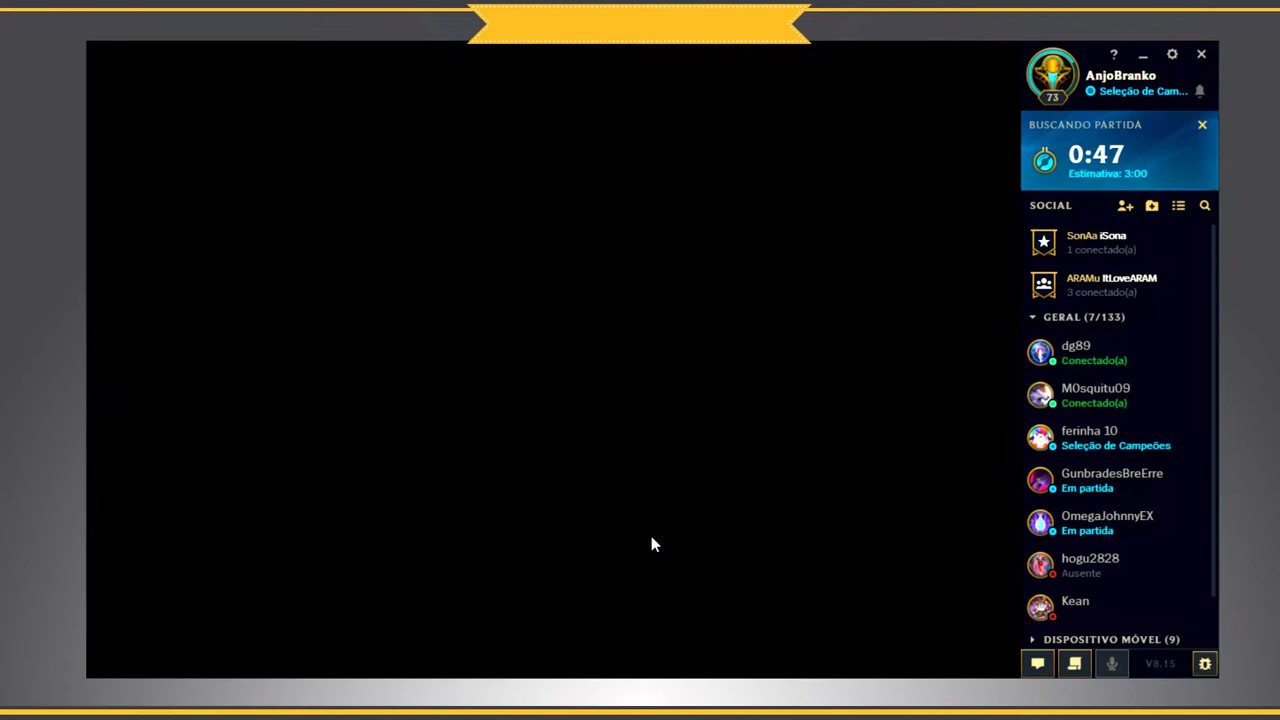 ?
AnjoBranko
Seleção de Cam...
73
BUSCANDO PARTIDA
0:47
Estimativa: 3:00
SOCIAL
SonAa iSona
1 conectado(a)
ARAMu ItLoveARAM
3 conectado(a)
GERAL (7/133)
dg89
Conectado(a)
M0squitu09
Conectado(a)
ferinha 10
Seleção de Campeões
GunbradesBreErre
Em partida
OmegaJohnnyEX
Em partida
hogu2828
Ausente
Kean
DISPOSITIVO MÓVEL (9)
V8.15